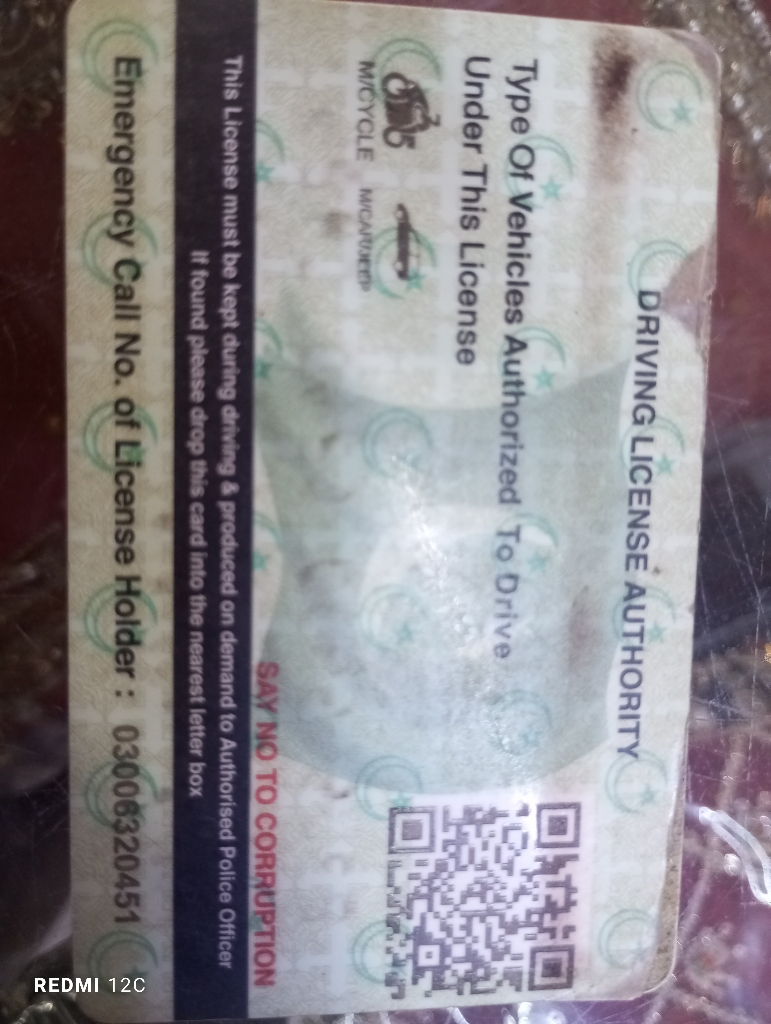 DRIVING LICENSE AUTHORITY
Type Of Vehicles Authorized To Drive
Under This License
M/CYCLE M/CAR/JEEP
SAY NO TO CORRUPTION
This License must be kept during driving & produced on demand to Authorised Police Officer
If found please drop this card into the nearest letter box
Emergency Call No. of License Holder : 03006320451
REDMI 12C